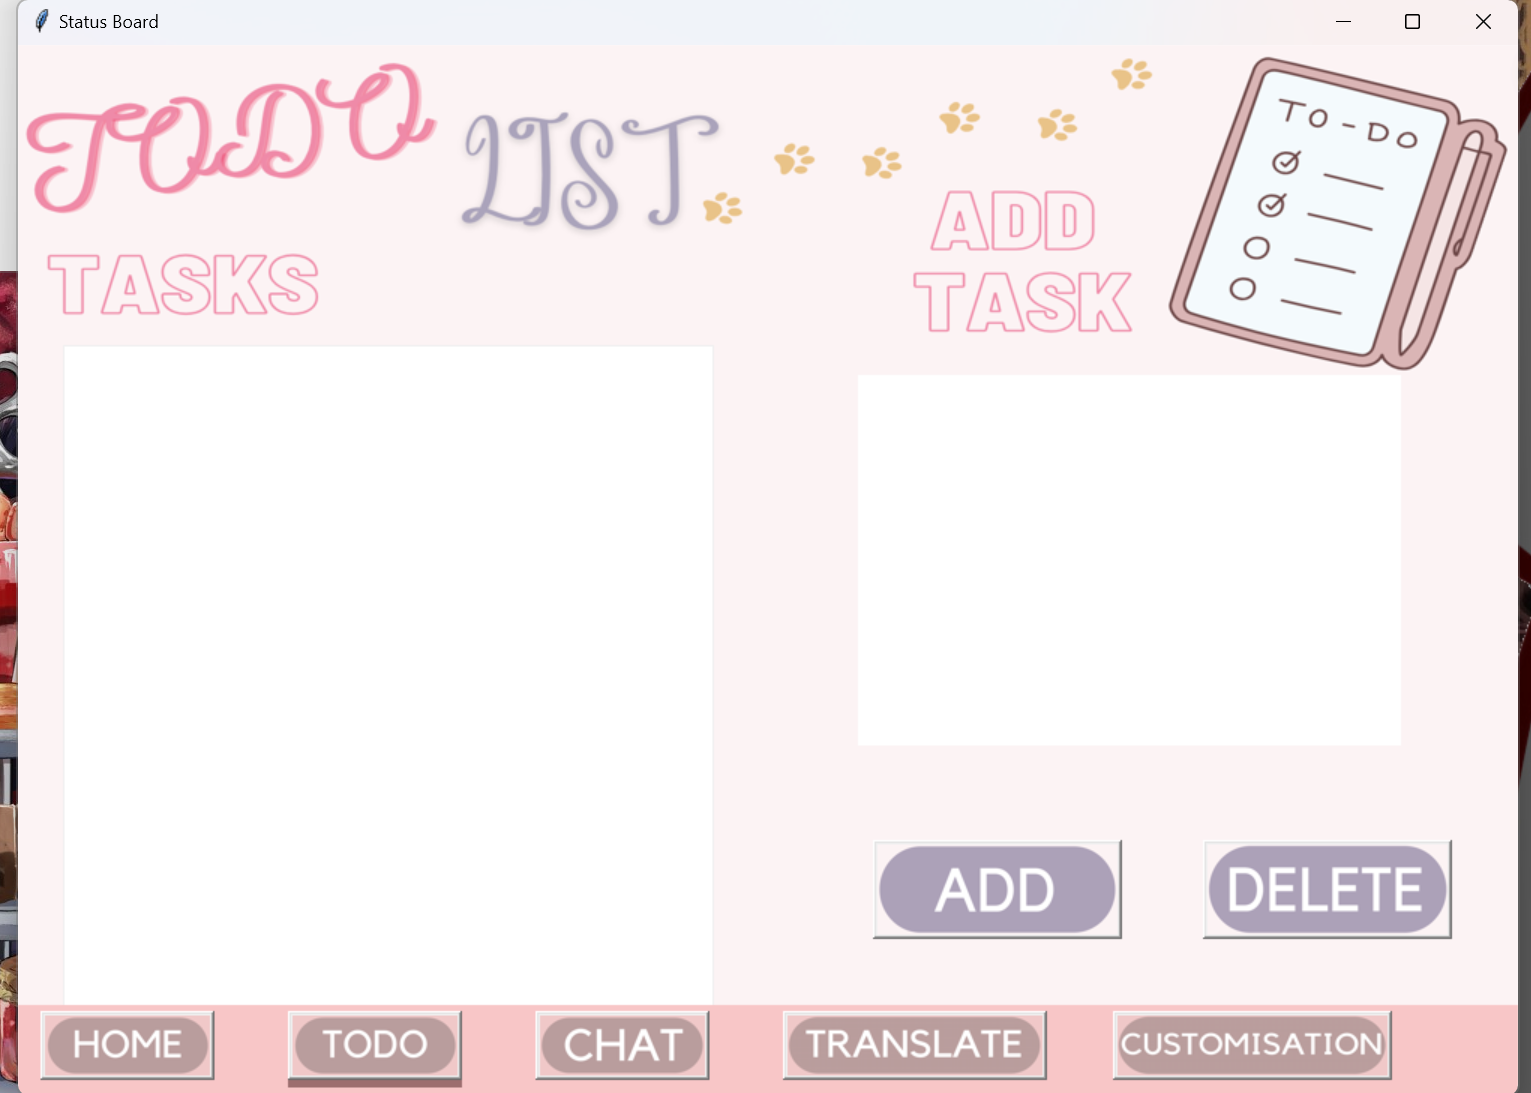 Status Board
TODO LIST
TO-DO
ADD
TASK
TASKS
ADD
DELETE
HOME
TODO
CHAT
TRANSLATE
CUSTOMISATION